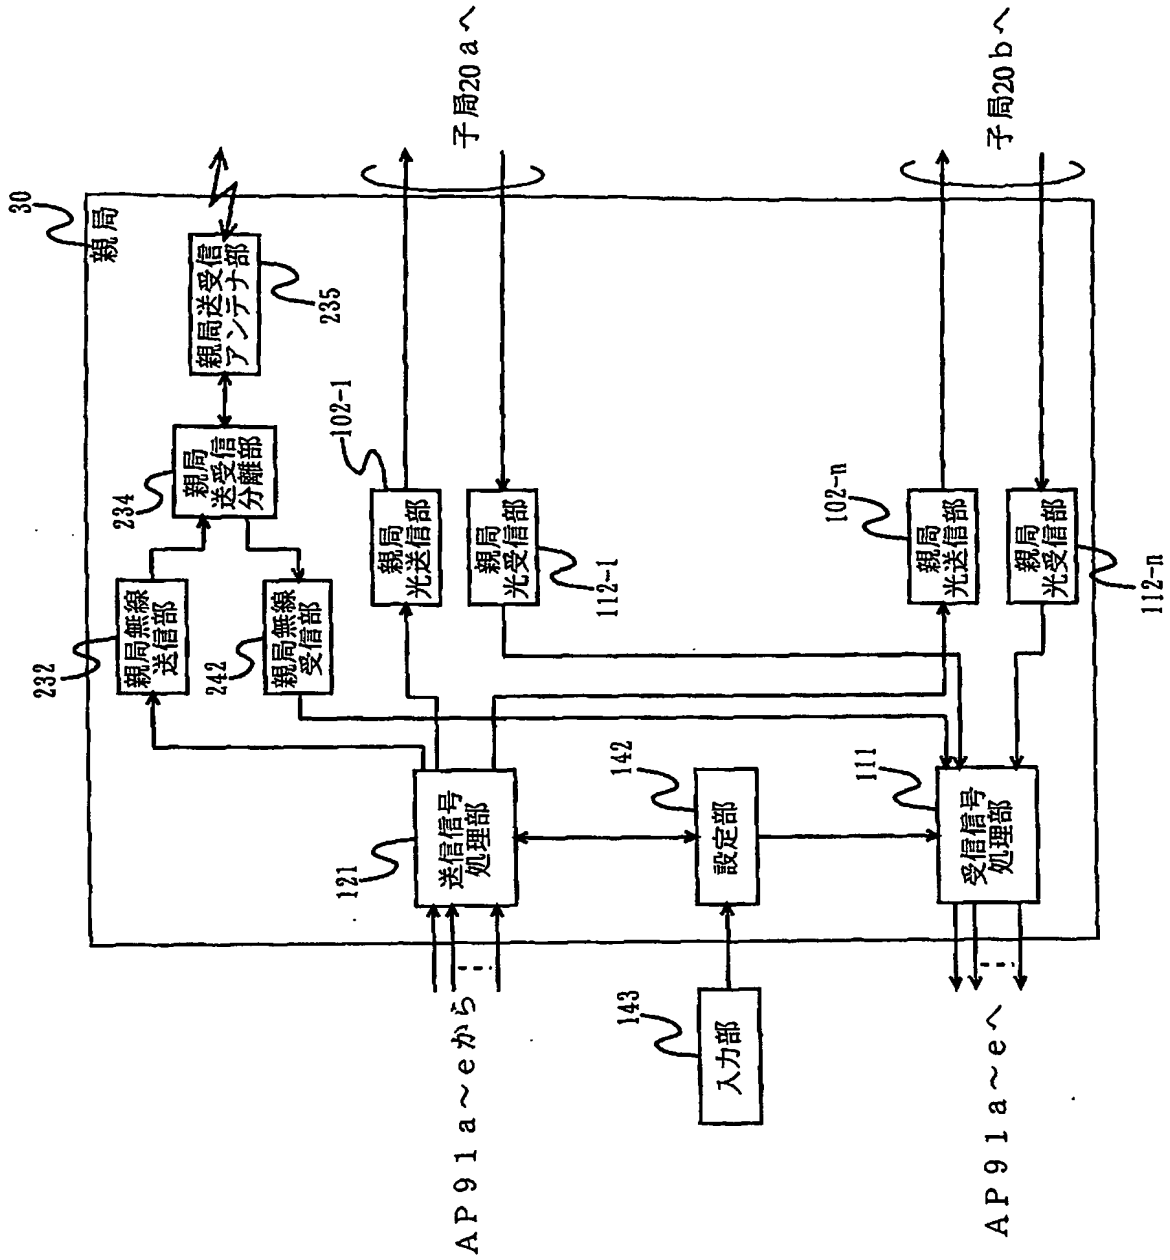 30
親局
AP91a～eから
121
送信信号
処理部
232
親局無線
送信部
242
親局無線
受信部
234
親局
送受信
分離部
親局送受信
アンテナ部
235
102-1
親局
光送信部
子局20aへ
親局
光受信部
112-1
143
入力部
142
設定部
AP91a～eへ
111
受信信号
処理部
102-n
親局
光送信部
子局20bへ
親局
光受信部
112-n